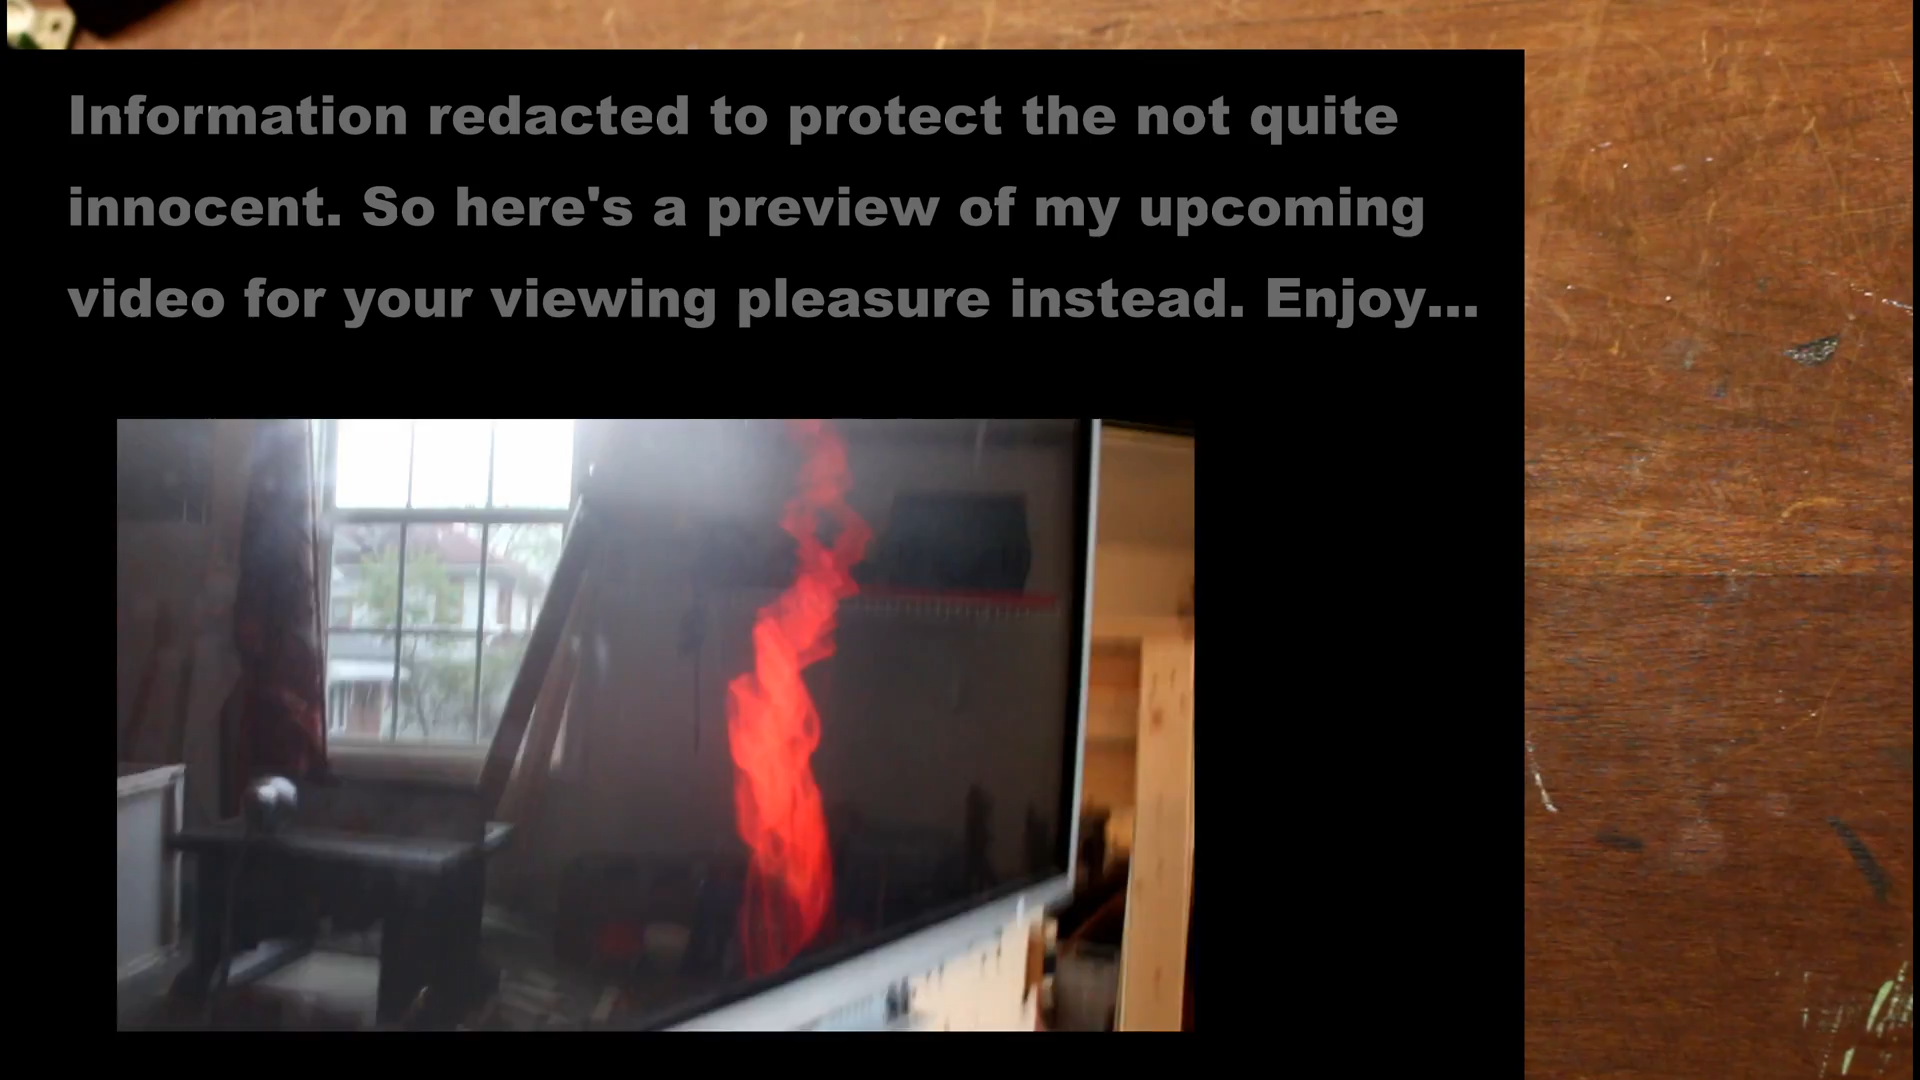 Information redacted to protect the not quite
innocent. So here's a preview of my upcoming
video for your viewing pleasure instead. Enjoy...